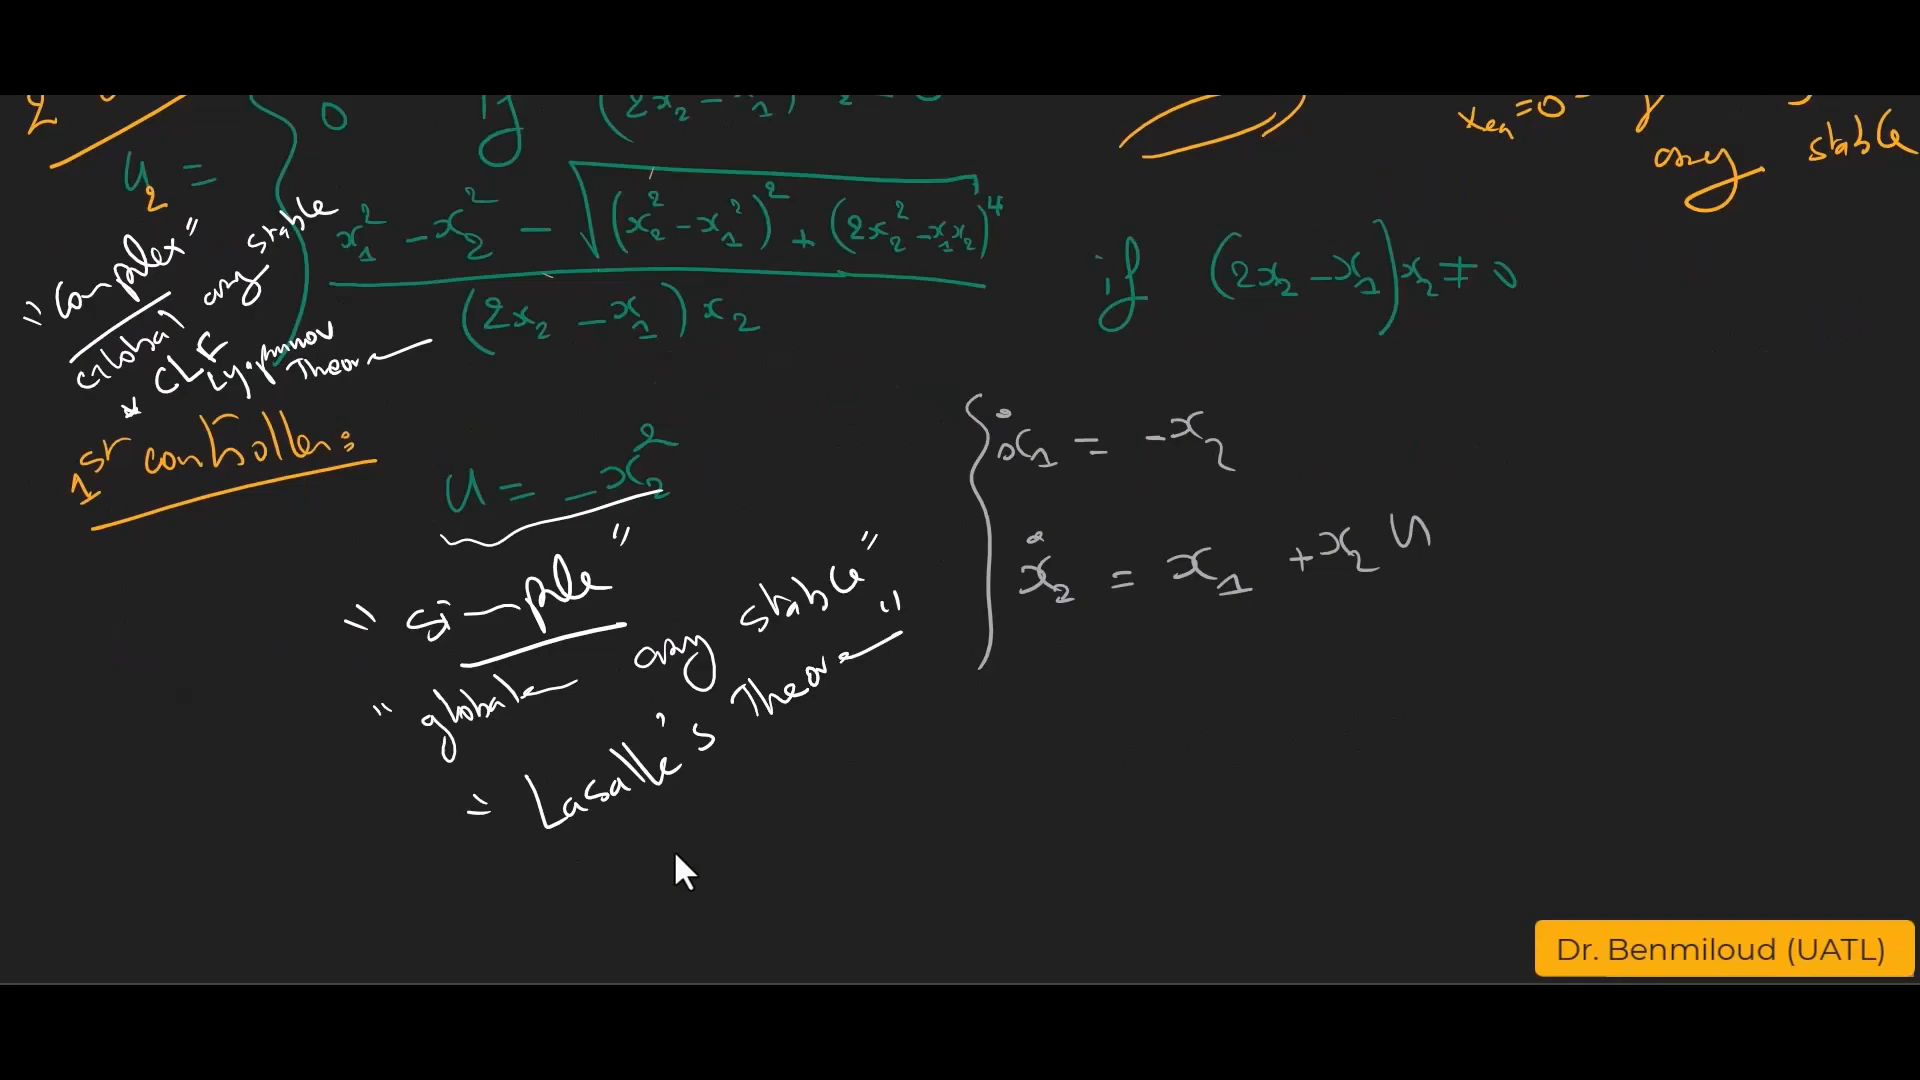 0 if (2x₂ - x₁)
x_eq = 0
asy stable
u₂ =
x₁² - x₂² - √((x₂² - x₁²)² + (2x₂² - x₁x₂)⁴)
(2x₂ - x₁) x₂
if (2x₂ - x₁) x₂ ≠ 0
"complex"
Global asy stable
* CLF
Lyapunov
Theorem
1st controller:
u = -x₂²
"simple"
"global asy stable"
= Lasalle's Theorem "
ẋ₁ = -x₂
ẋ₂ = x₁ + x₂ u
Dr. Benmiloud (UATL)